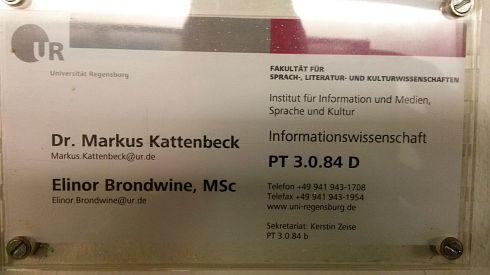 UR
Universität Regensburg
Dr. Markus Kattenbeck
Markus.Kattenbeck@ur.de
Elinor Brondwine, MSc
Elinor.Brondwine@ur.de
FAKULTÄT FÜR
SPRACH-, LITERATUR- UND KULTURWISSENSCHAFTEN
Institut für Information und Medien,
Sprache und Kultur
Informationswissenschaft
PT 3.0.84 D
Telefon +49 941 943-1708
Telefax +49 941 943-1954
www.uni-regensburg.de
Sekretariat: Kerstin Zeise
PT 3.0.84 b